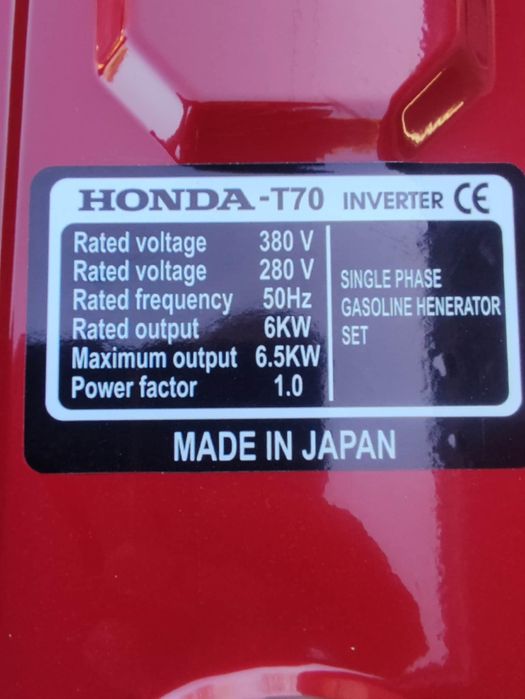 HONDA-T70 INVERTER CE
Rated voltage 380 V
Rated voltage 280 V
Rated frequency 50Hz
Rated output 6KW
Maximum output 6.5KW
Power factor 1.0
SINGLE PHASE
GASOLINE HENERATOR
SET
MADE IN JAPAN